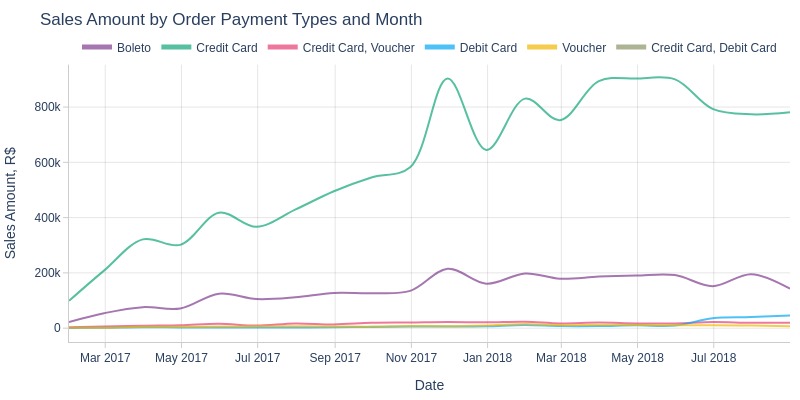 Sales Amount by Order Payment Types and Month
Boleto Credit Card Credit Card, Voucher Debit Card Voucher Credit Card, Debit Card
800k
600k
400k
200k
0
Sales Amount, R$
Mar 2017 May 2017 Jul 2017 Sep 2017 Nov 2017 Jan 2018 Mar 2018 May 2018 Jul 2018
Date